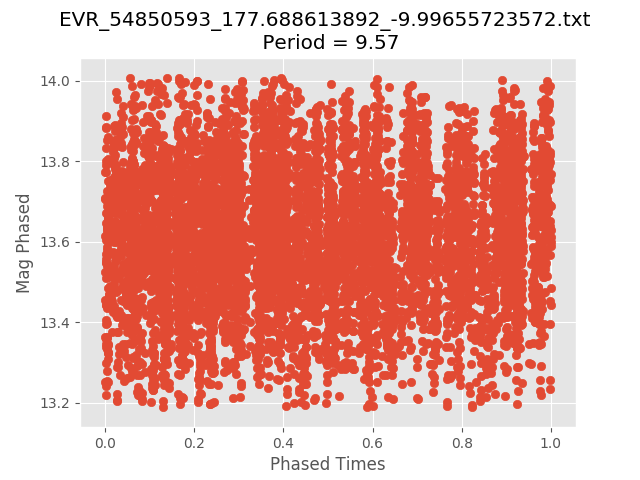 EVR_54850593_177.688613892_-9.99655723572.txt
Period = 9.57
Mag Phased
14.0
13.8
13.6
13.4
13.2
0.0 0.2 0.4 0.6 0.8 1.0
Phased Times